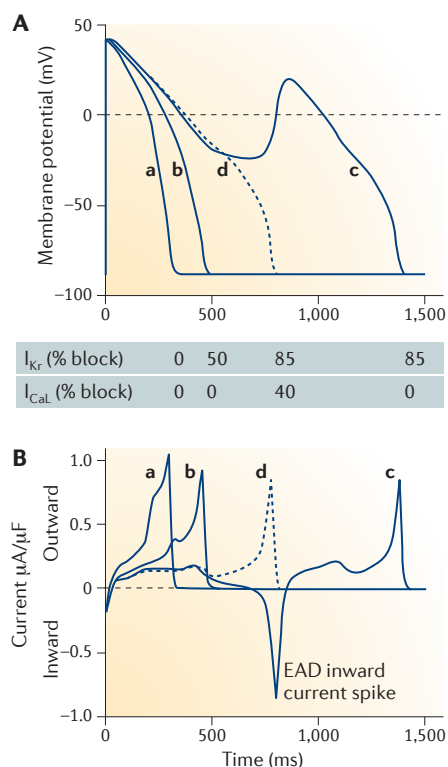 A
50
0
−50
−100
Membrane potential (mV)
a
b
d
c
0
500
1,000
1,500
I_Kr (% block) 0 50 85 85
I_CaL (% block) 0 0 40 0
B
1.0
0.5
0
−0.5
−1.0
Current μA/μF
Outward
Inward
a
b
d
c
EAD inward
current spike
0
500
1,000
1,500
Time (ms)